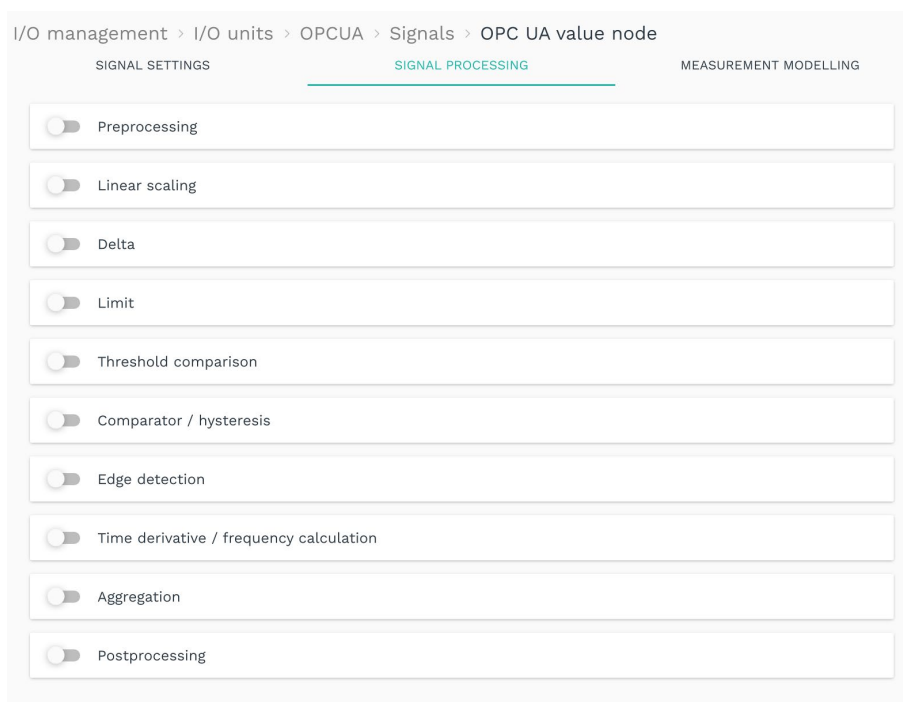 I/O management > I/O units > OPCUA > Signals > OPC UA value node
SIGNAL SETTINGS SIGNAL PROCESSING MEASUREMENT MODELLING
Preprocessing
Linear scaling
Delta
Limit
Threshold comparison
Comparator / hysteresis
Edge detection
Time derivative / frequency calculation
Aggregation
Postprocessing